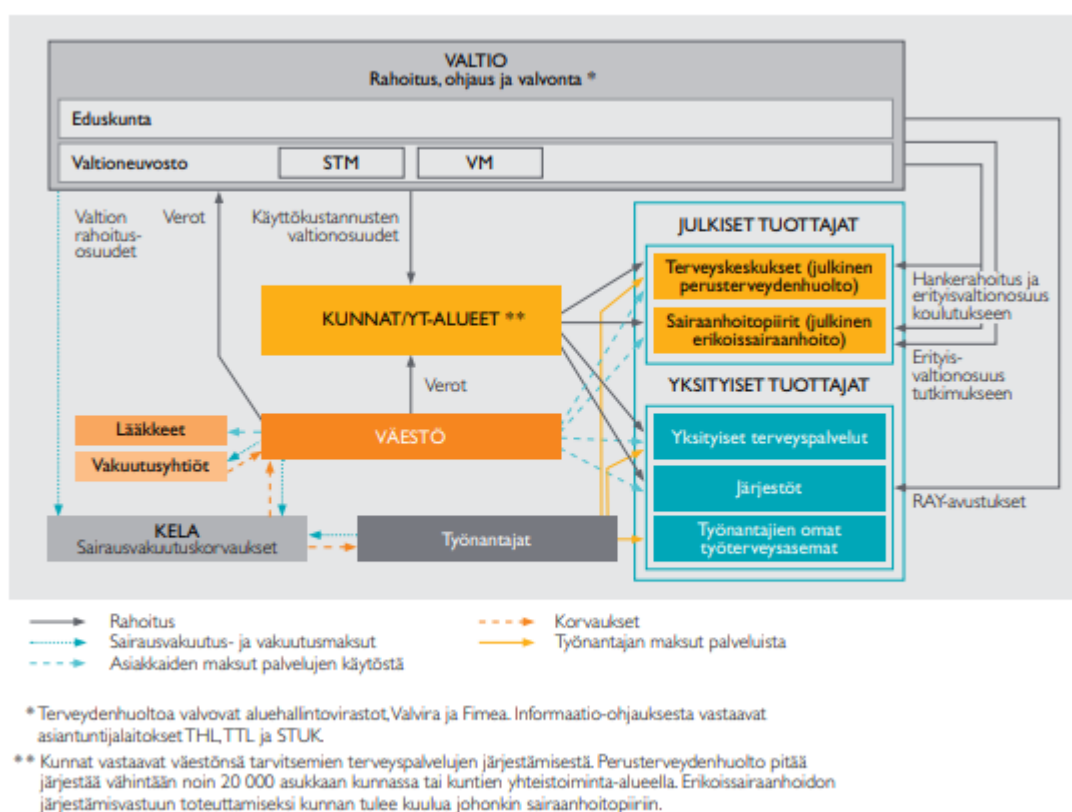 VALTIO
Rahoitus, ohjaus ja valvonta *
Eduskunta
Valtioneuvosto
STM
VM
Valtion
rahoitus-
osuudet
Verot
Käyttökustannusten
valtionosuudet
JULKISET TUOTTAJAT
Terveyskeskukset (julkinen
perusterveydenhuolto)
Sairaanhoitopiirit (julkinen
erikoissairaanhoito)
Hankerahoitus ja
erityisvaltionosuus
koulutukseen
Erityis-
valtionosuus
tutkimukseen
KUNNAT/YT-ALUEET **
Verot
YKSITYISET TUOTTAJAT
Lääkkeet
Vakuutusyhtiöt
VÄESTÖ
Yksityiset terveyspalvelut
Järjestöt
RAY-avustukset
KELA
Sairausvakuutuskorvaukset
Työnantajat
Työnantajien omat
työterveysasemat
Rahoitus
Sairausvakuutus- ja vakuutusmaksut
Asiakkaiden maksut palvelujen käytöstä
Korvaukset
Työnantajan maksut palveluista
* Terveydenhuoltoa valvovat aluehallintovirastot, Valvira ja Fimea. Informaatio-ohjauksesta vastaavat
asiantuntijalaitokset THL, TTL ja STUK.
** Kunnat vastaavat väestönsä tarvitsemien terveyspalvelujen järjestämisestä. Perusterveydenhuolto pitää
järjestää vähintään noin 20 000 asukkaan kunnassa tai kuntien yhteistoiminta-alueella. Erikoissairaanhoidon
järjestämisvastuun toteuttamiseksi kunnan tulee kuulua johonkin sairaanhoitopiiriin.